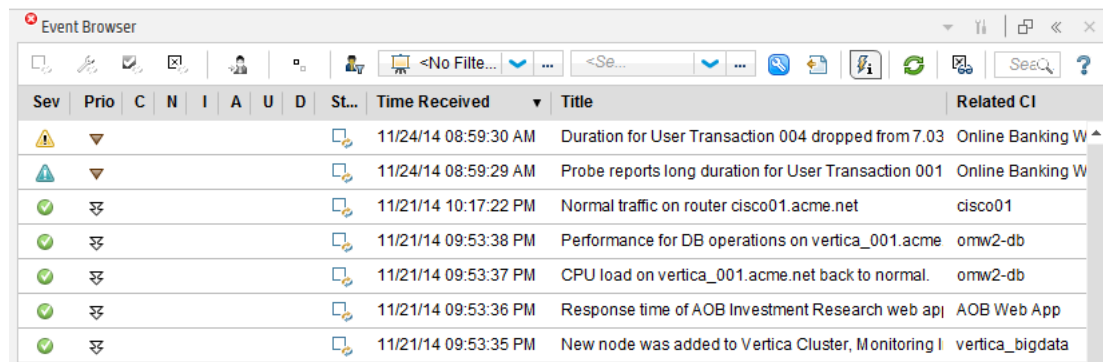 Event Browser
<No Filte... ... <Se... ... ?
Sev Prio C N I A U D St... Time Received Title Related CI
11/24/14 08:59:30 AM Duration for User Transaction 004 dropped from 7.03 Online Banking W
11/24/14 08:59:29 AM Probe reports long duration for User Transaction 001 Online Banking W
11/21/14 10:17:22 PM Normal traffic on router cisco01.acme.net cisco01
11/21/14 09:53:38 PM Performance for DB operations on vertica_001.acme omw2-db
11/21/14 09:53:37 PM CPU load on vertica_001.acme.net back to normal. omw2-db
11/21/14 09:53:36 PM Response time of AOB Investment Research web ap AOB Web App
11/21/14 09:53:35 PM New node was added to Vertica Cluster, Monitoring vertica_bigdata